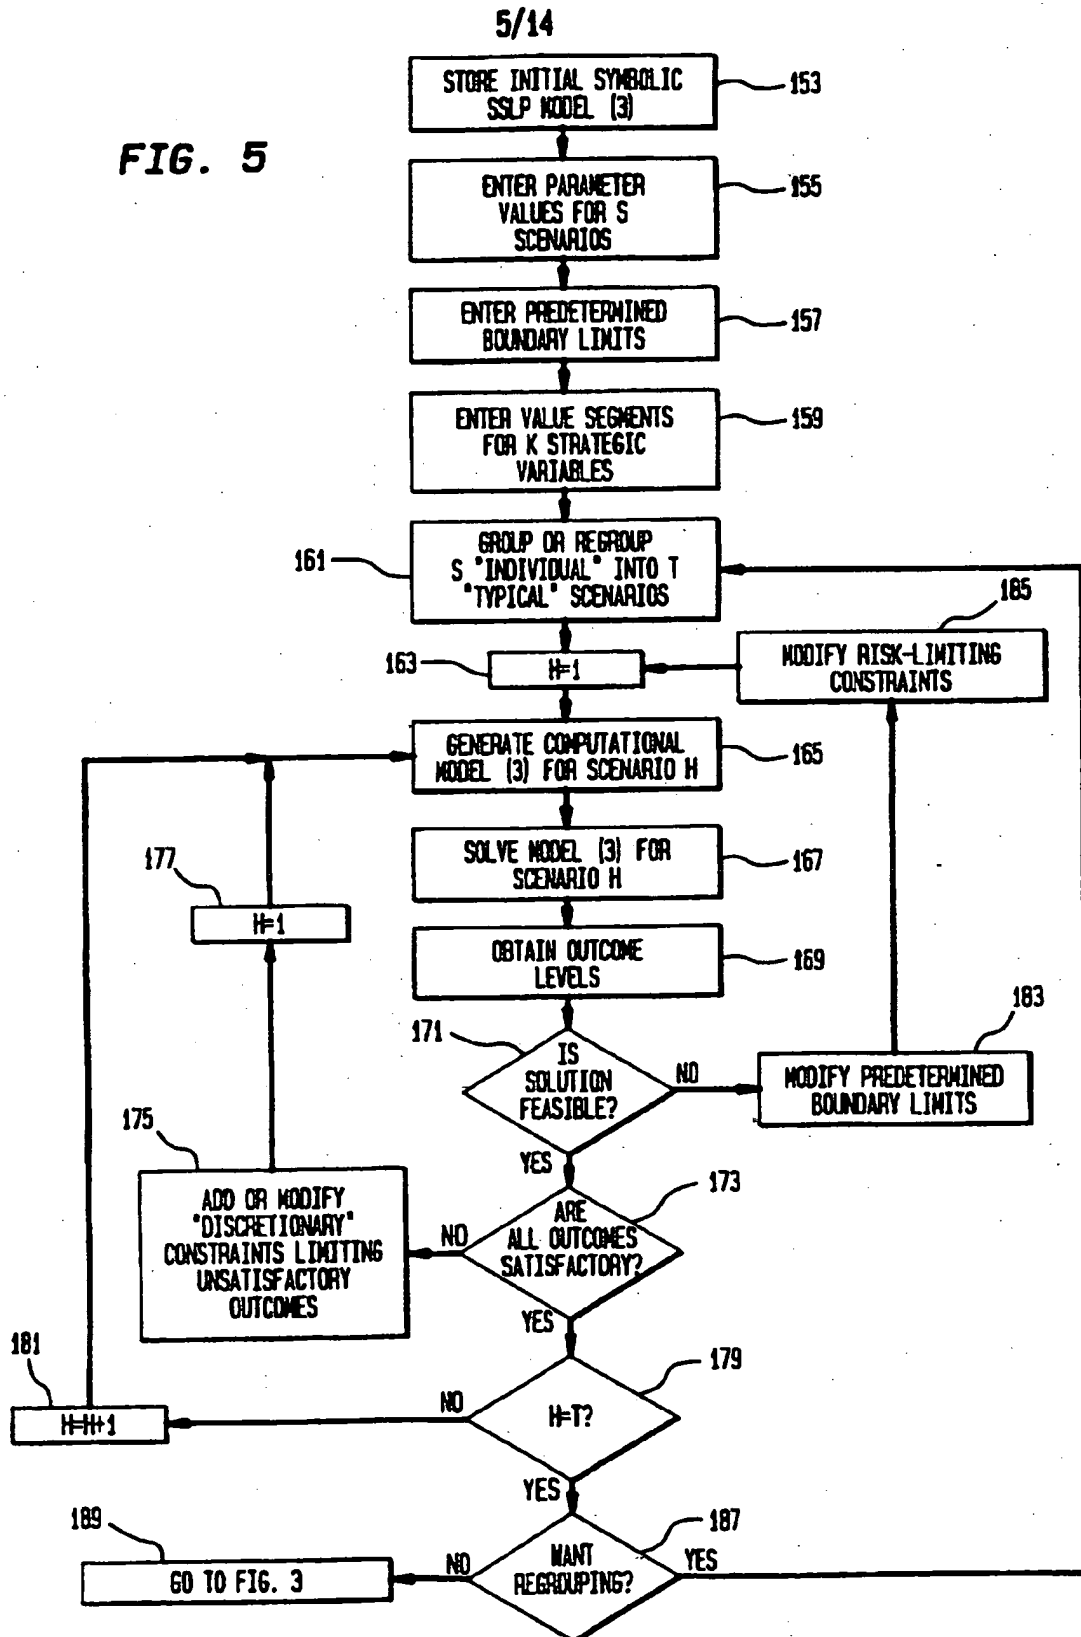 5/14
FIG. 5
STORE INITIAL SYMBOLIC
SSLP MODEL (3)
153
ENTER PARAMETER
VALUES FOR S
SCENARIOS
155
ENTER PREDETERMINED
BOUNDARY LIMITS
157
ENTER VALUE SEGMENTS
FOR K STRATEGIC
VARIABLES
159
GROUP OR REGROUP
S "INDIVIDUAL" INTO T
"TYPICAL" SCENARIOS
161
185
MODIFY RISK-LIMITING
CONSTRAINTS
163
H=1
GENERATE COMPUTATIONAL
MODEL (3) FOR SCENARIO H
165
SOLVE MODEL (3) FOR
SCENARIO H
167
177
H=1
OBTAIN OUTCOME
LEVELS
169
171
IS
SOLUTION
FEASIBLE?
NO
183
MODIFY PREDETERMINED
BOUNDARY LIMITS
YES
175
ADD OR MODIFY
"DISCRETIONARY"
CONSTRAINTS LIMITING
UNSATISFACTORY
OUTCOMES
NO
173
ARE
ALL OUTCOMES
SATISFACTORY?
YES
181
H=H+1
NO
179
H=T?
YES
189
GO TO FIG. 3
NO
187
WANT
REGROUPING?
YES